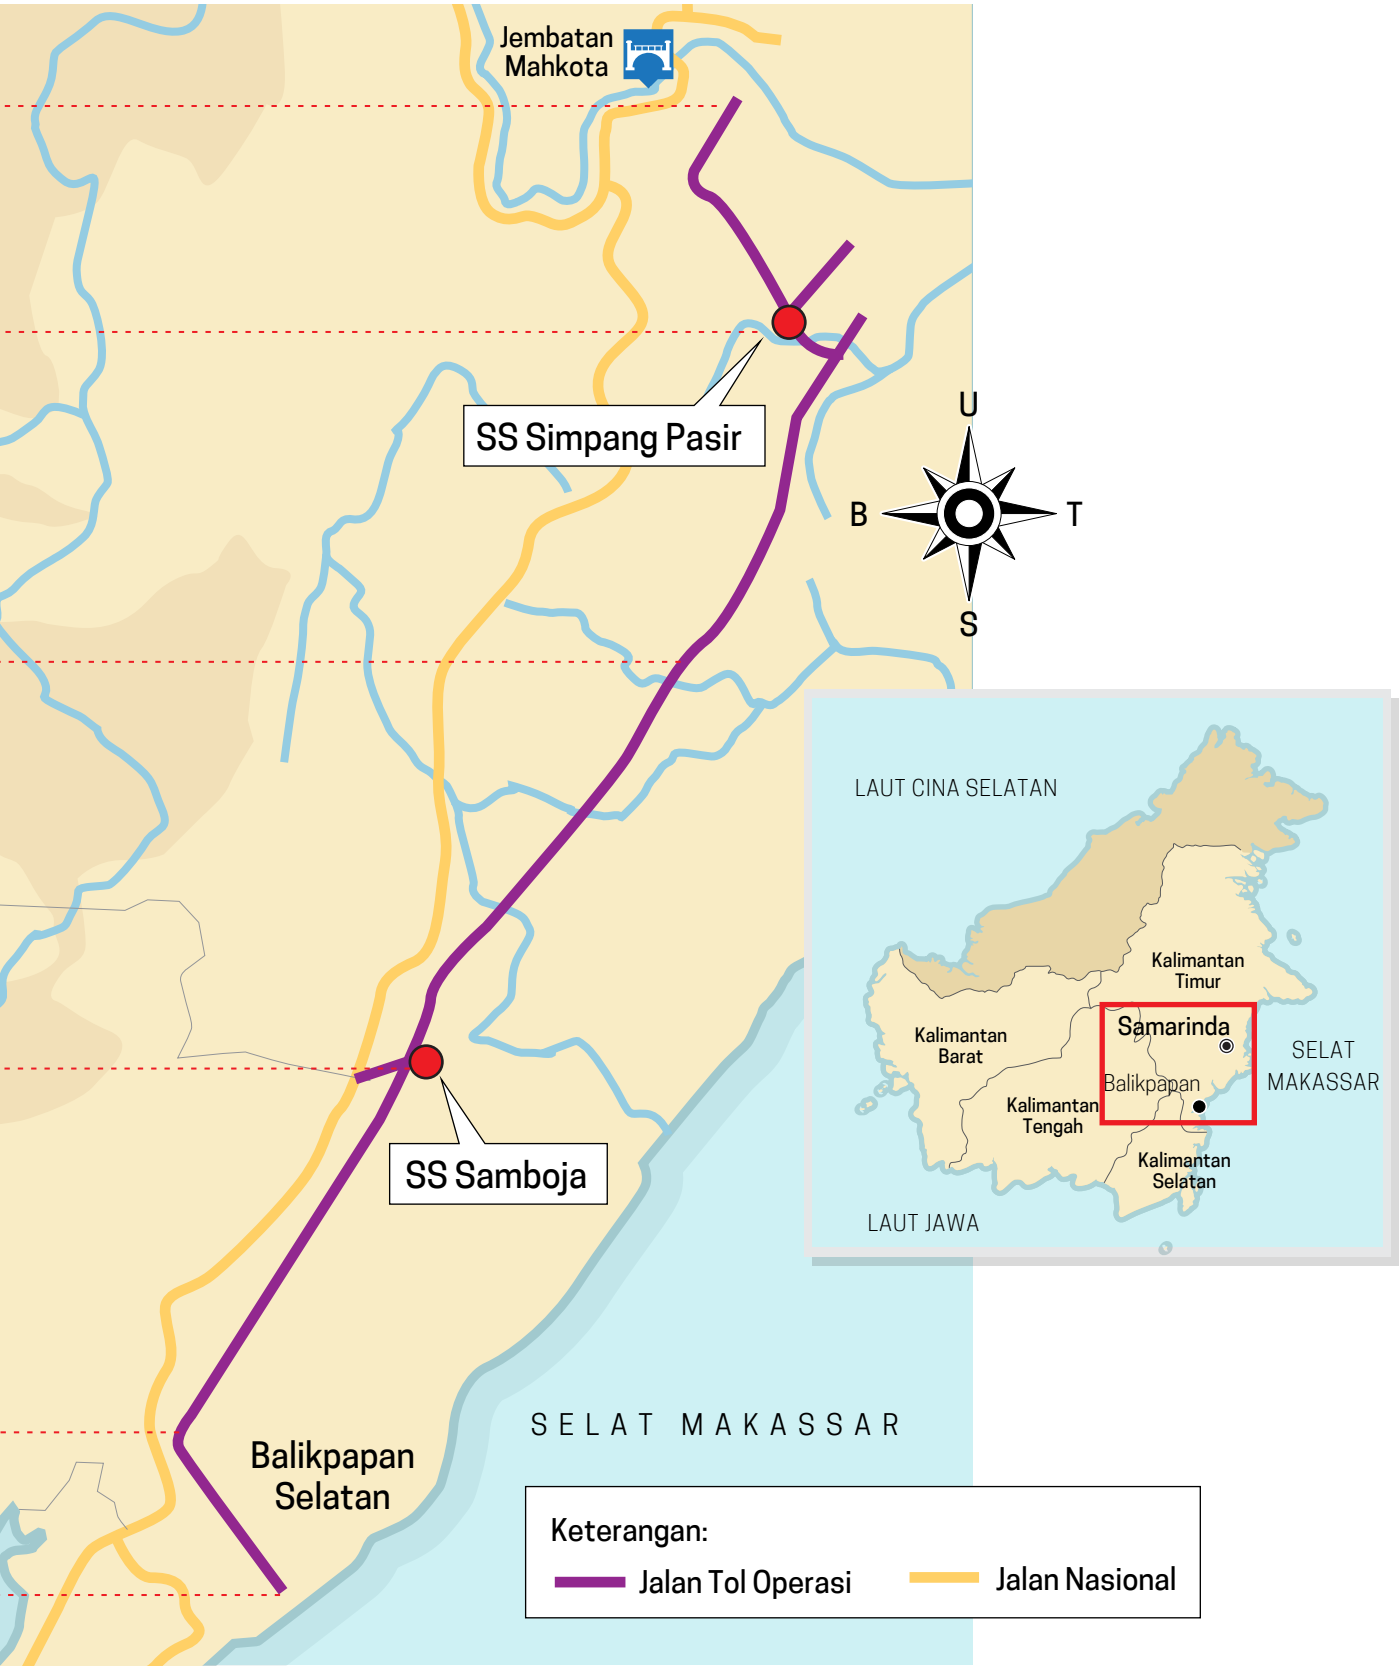 Jembatan
Mahkota
SS Simpang Pasir
U
B
T
S
LAUT CINA SELATAN
Kalimantan
Timur
Samarinda
Kalimantan
Barat
SELAT
MAKASSAR
Balikpapan
Kalimantan
Tengah
Kalimantan
Selatan
LAUT JAWA
SS Samboja
SELAT MAKASSAR
Balikpapan
Selatan
Keterangan:
Jalan Tol Operasi
Jalan Nasional